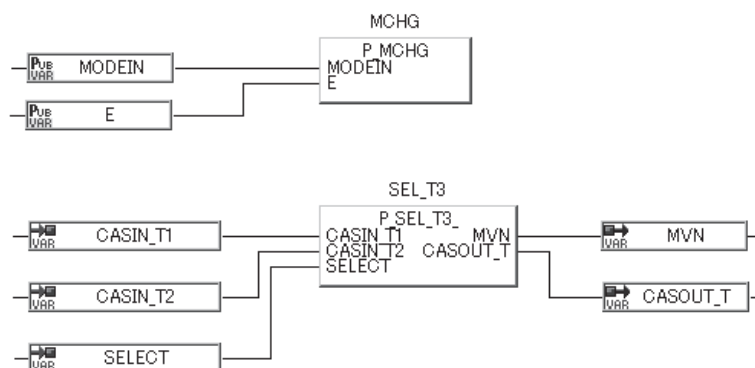 MCHG
P_MCHG
PUB VAR MODEIN
MODEIN
E
PUB VAR E
SEL_T3
P_SEL_T3_
VAR CASIN_T1
CASIN_T1 MVN
CASIN_T2 CASOUT_T
SELECT
VAR MVN
VAR CASIN_T2
VAR CASOUT_T
VAR SELECT